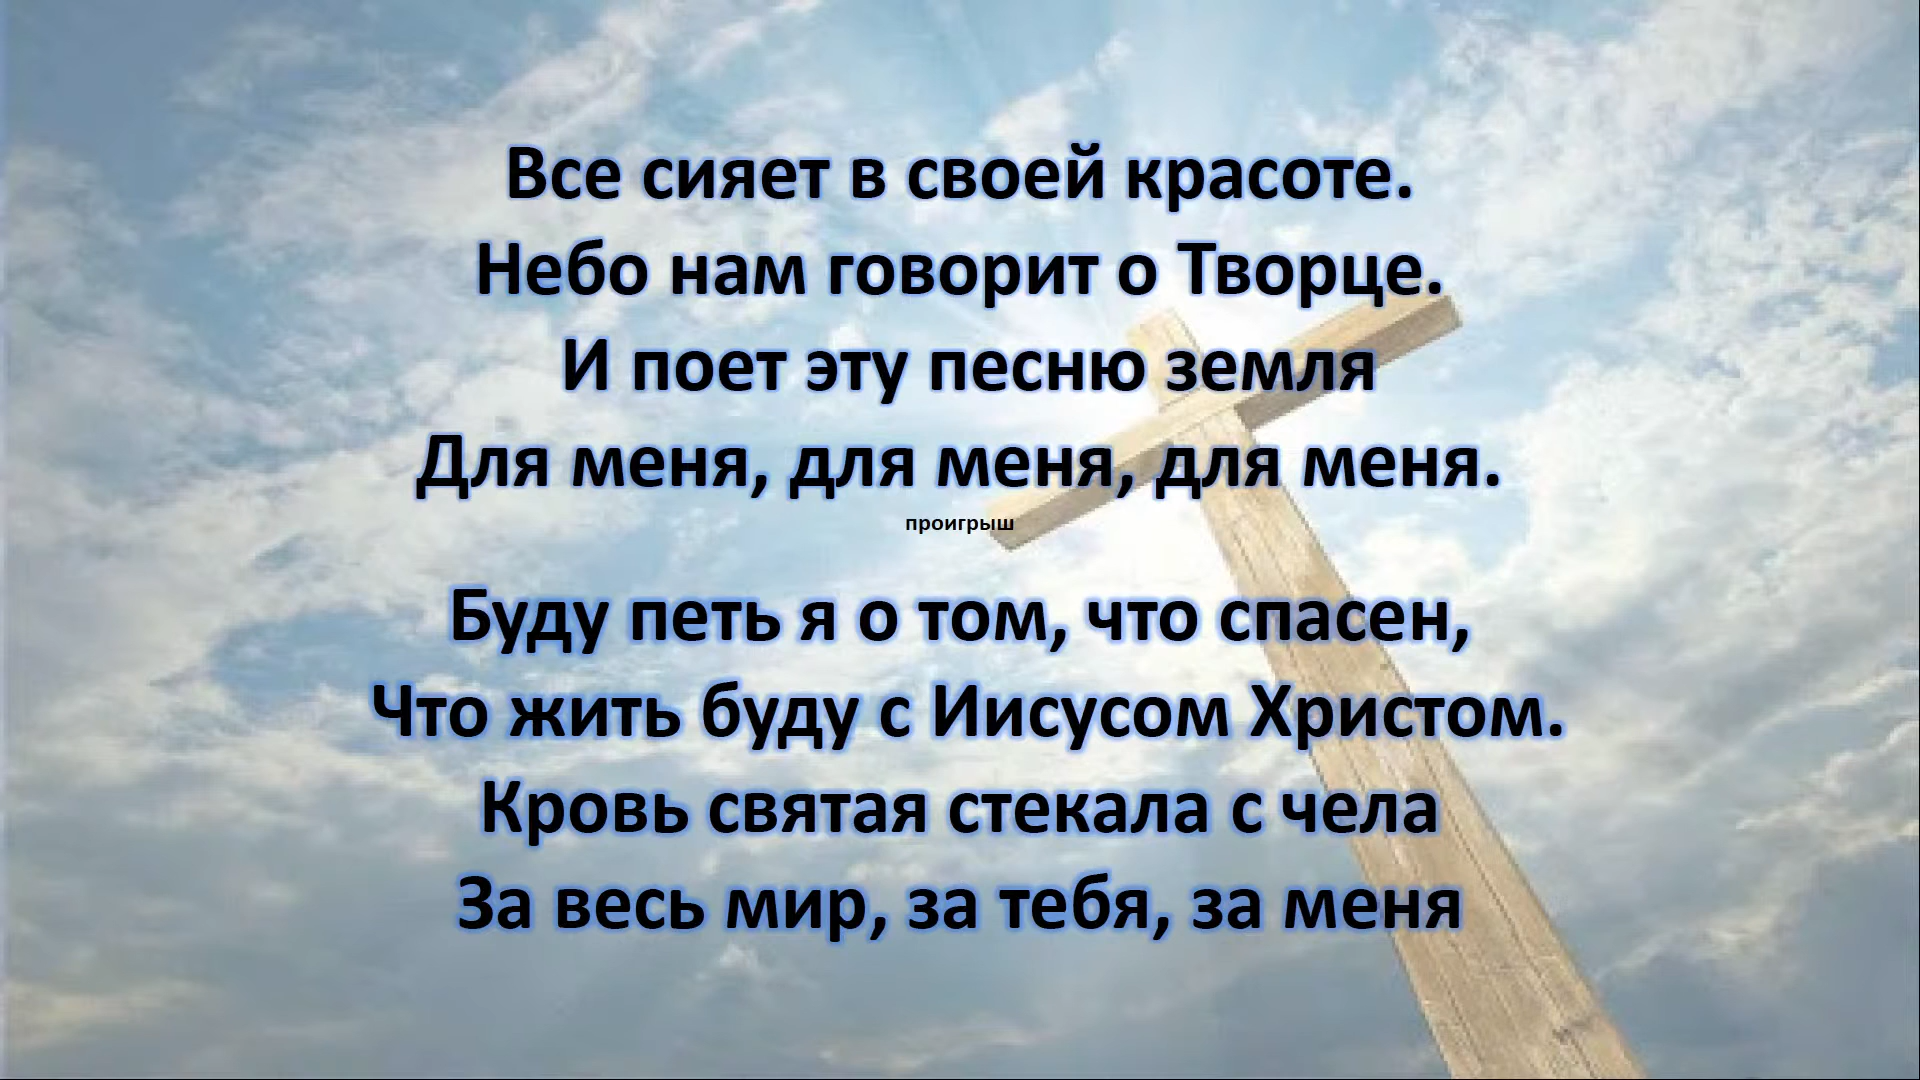 Все сияет в своей красоте.
Небо нам говорит о Творце.
И поет эту песню земля
Для меня, для меня, для меня.
проигрыш
Буду петь я о том, что спасен,
Что жить буду с Иисусом Христом.
Кровь святая стекала с чела
За весь мир, за тебя, за меня